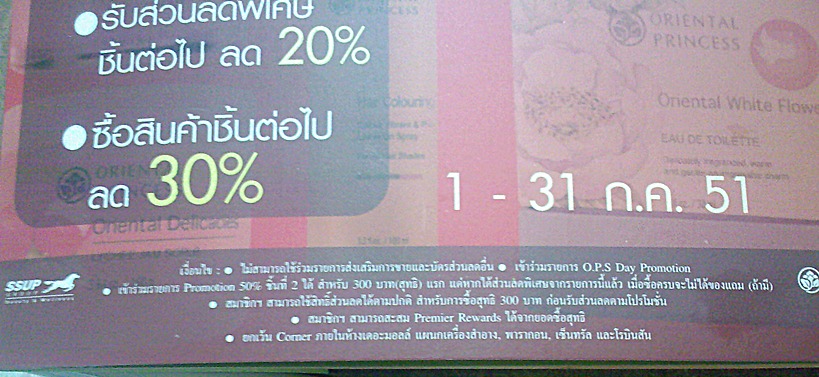 รับส่วนลดพิเศษ
ชิ้นต่อไป ลด 20%
ซื้อสินค้าชิ้นต่อไป
ลด 30%
1 - 31 ก.ค. 51
ORIENTAL
PRINCESS
Oriental White Flowe
EAU DE TOILETTE
Hair Colouring
ORIENTAL
PRINCESS
Oriental Delicacies
SSUP
เงื่อนไข : ● ไม่สามารถใช้ร่วมรายการส่งเสริมการขายและบัตรส่วนลดอื่น ● เข้าร่วมรายการ O.P.S Day Promotion
● เข้าร่วมรายการ Promotion 50% ชิ้นที่ 2 ได้ สำหรับ 300 บาท(สุทธิ) แรก แต่หากได้ส่วนลดพิเศษจากรายการนี้แล้ว เมื่อซื้อครบจะไม่ได้ของแถม (ถ้ามี)
● สมาชิกฯ สามารถใช้สิทธิ์ส่วนลดได้ตามปกติ สำหรับการซื้อสุทธิ 300 บาท ก่อนรับส่วนลดตามโปรโมชั่น
● สมาชิกฯ สามารถสะสม Premier Rewards ได้จากยอดซื้อสุทธิ
● ยกเว้น Corner ภายในห้างเดอะมอลล์ แผนกเครื่องสำอาง, พารากอน, เซ็นทรัล และโรบินสัน